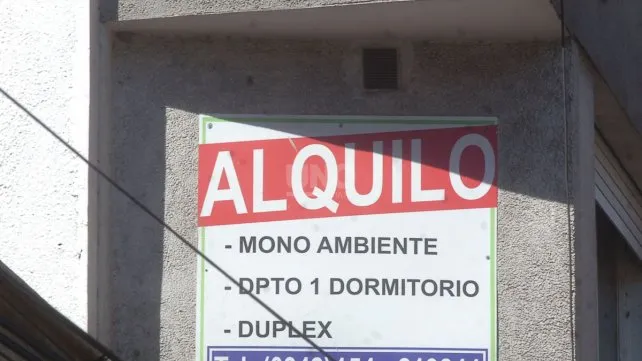 ALQUILO
- MONO AMBIENTE
- DPTO 1 DORMITORIO
- DUPLEX